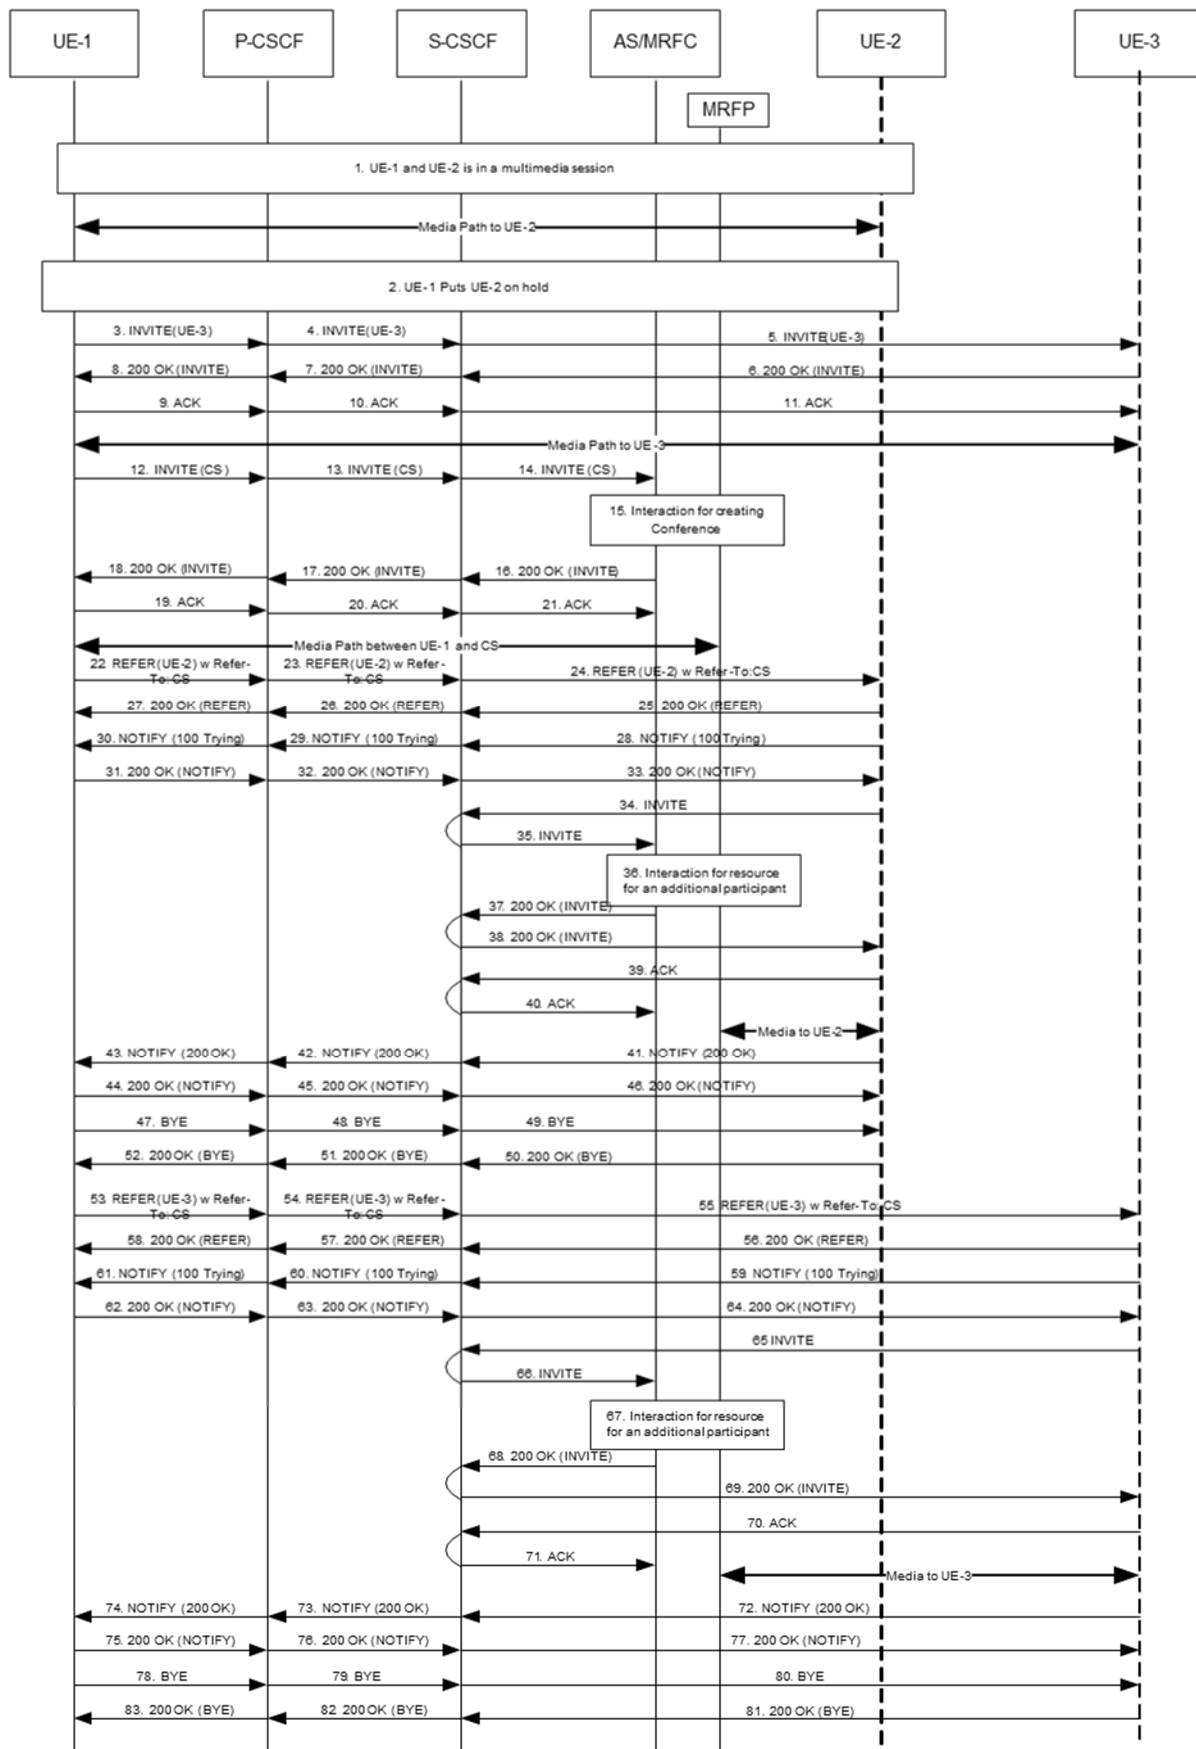 UE-1
P-CSCF
S-CSCF
AS/MRFC
UE-2
UE-3
MRFP
1. UE-1 and UE-2 is in a multimedia session
Media Path to UE-2
2. UE-1 Puts UE-2 on hold
3. INVITE(UE-3)
4. INVITE(UE-3)
5. INVITE(UE-3)
8. 200 OK (INVITE)
7. 200 OK (INVITE)
6. 200 OK (INVITE)
9. ACK
10. ACK
11. ACK
Media Path to UE-3
12. INVITE (CS)
13. INVITE (CS)
14. INVITE (CS)
15. Interaction for creating
Conference
18. 200 OK (INVITE)
17. 200 OK (INVITE)
16. 200 OK (INVITE)
19. ACK
20. ACK
21. ACK
Media Path between UE-1 and CS
22. REFER(UE-2) w Refer-
To: CS
23. REFER(UE-2) w Refer-
To: CS
24. REFER (UE-2) w Refer-To:CS
27. 200 OK (REFER)
26. 200 OK (REFER)
25. 200 OK (REFER)
30. NOTIFY (100 Trying)
29. NOTIFY (100 Trying)
28. NOTIFY (100 Trying)
31. 200 OK (NOTIFY)
32. 200 OK (NOTIFY)
33. 200 OK (NOTIFY)
34. INVITE
35. INVITE
36. Interaction for resource
for an additional participant
37. 200 OK (INVITE)
38. 200 OK (INVITE)
39. ACK
40. ACK
Media to UE-2
43. NOTIFY (200 OK)
42. NOTIFY (200 OK)
41. NOTIFY (200 OK)
44. 200 OK (NOTIFY)
45. 200 OK (NOTIFY)
46. 200 OK (NOTIFY)
47. BYE
48. BYE
49. BYE
52. 200 OK (BYE)
51. 200 OK (BYE)
50. 200 OK (BYE)
53. REFER(UE-3) w Refer-
To: CS
54. REFER(UE-3) w Refer-
To: CS
55. REFER(UE-3) w Refer-To: CS
58. 200 OK (REFER)
57. 200 OK (REFER)
56. 200 OK (REFER)
61. NOTIFY (100 Trying)
60. NOTIFY (100 Trying)
59. NOTIFY (100 Trying)
62. 200 OK (NOTIFY)
63. 200 OK (NOTIFY)
64. 200 OK (NOTIFY)
65 INVITE
66. INVITE
67. Interaction for resource
for an additional participant
68. 200 OK (INVITE)
69. 200 OK (INVITE)
70. ACK
71. ACK
Media to UE-3
74. NOTIFY (200 OK)
73. NOTIFY (200 OK)
72. NOTIFY (200 OK)
75. 200 OK (NOTIFY)
76. 200 OK (NOTIFY)
77. 200 OK (NOTIFY)
78. BYE
79. BYE
80. BYE
83. 200 OK (BYE)
82. 200 OK (BYE)
81. 200 OK (BYE)